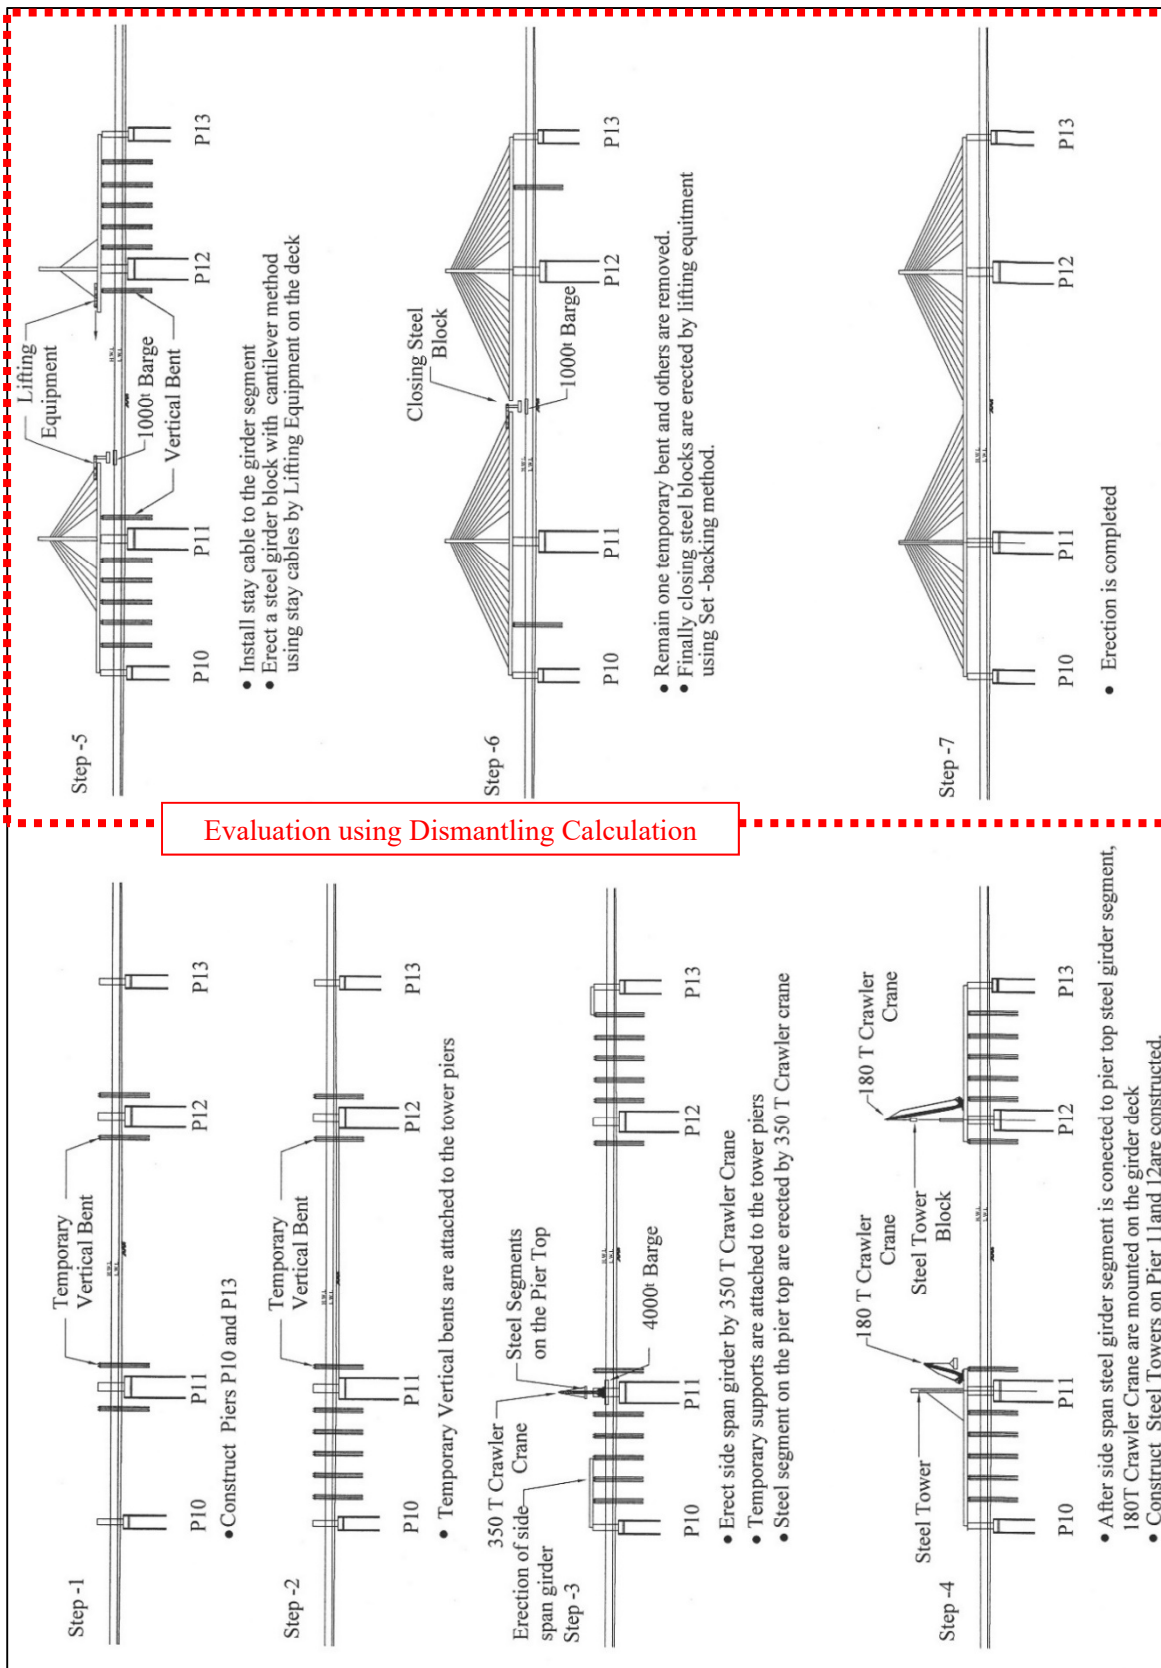 Step -1
Temporary
Vertical Bent
P10
P11
P12
P13
•Construct Piers P10 and P13
Step -2
Temporary
Vertical Bent
P10
P11
P12
P13
• Temporary Vertical bents are attached to the tower piers
Erection of side
span girder
Step -3
350 T Crawler
Crane
Steel Segments
on the Pier Top
4000t Barge
P10
P11
P12
P13
• Erect side span girder by 350 T Crawler Crane
• Temporary supports are attached to the tower piers
• Steel segment on the pier top are erected by 350 T Crawler crane
Step -4
Steel Tower
180 T Crawler
Crane
Steel Tower
Block
180 T Crawler
Crane
P10
P11
P12
P13
• After side span steel girder segment is conected to pier top steel girder segment,
180T Crawler Crane are mounted on the girder deck
• Construct Steel Towers on Pier 11and 12are constructed.
Evaluation using Dismantling Calculation
Step -5
Lifting
Equipment
1000t Barge
Vertical Bent
P10
P11
P12
P13
• Install stay cable to the girder segment
• Erect a steel girder block with cantilever method
using stay cables by Lifting Equipment on the deck
Step -6
Closing Steel
Block
1000t Barge
P10
P11
P12
P13
• Remain one temporary bent and others are removed.
• Finally closing steel blocks are erected by lifting equitment
using Set -backing method.
Step -7
P10
P11
P12
P13
• Erection is completed